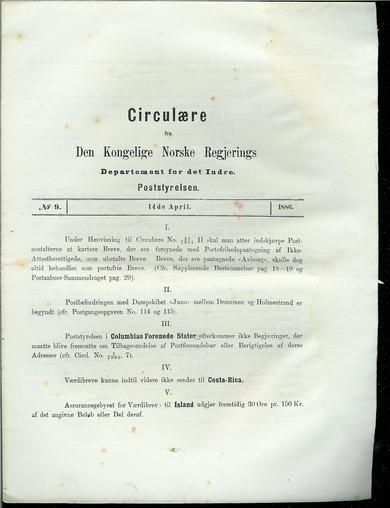 Circulære
fra
Den Kongelige Norske Regjerings
Departement for det Indre.
Poststyrelsen.
№ 9. 14de April. 1886.
I.
Under Henvisning til Circulære No. II skal man atter indskjærpe Post-
anstalterne at kartere Breve, der ere forsynede med Portofrihedspaategning af Ikke-
Attestberettigede, som ubetalte Breve. Breve, der ere paategnede «Avissag», skulle dog
altid behandles som portofrie Breve. (Cfr. Supplerende Bestemmelser pag. 18—19 og
Postaabner-Sammendraget pag. 29).
II.
Postbefordringen med Dampskibet «Juno» mellem Drammen og Holmestrand er
begyndt (cfr. Postgangsopgaven No. 114 og 115).
III.
Poststyrelsen i Columbias Forenede Stater efterkommer ikke Begjæringer, der
maatte blive fremsatte om Tilbagesendelse af Postforsendelser eller Berigtigelse af deres
Adresser (cfr. Circl. No. 7).
IV.
Værdibreve kunne indtil videre ikke sendes til Costa-Rica.
V.
Assurancegebyret for Værdibreve til Island udgjør fremtidig 30 Øre pr. 150 Kr.
af det angivne Beløb eller Del deraf.